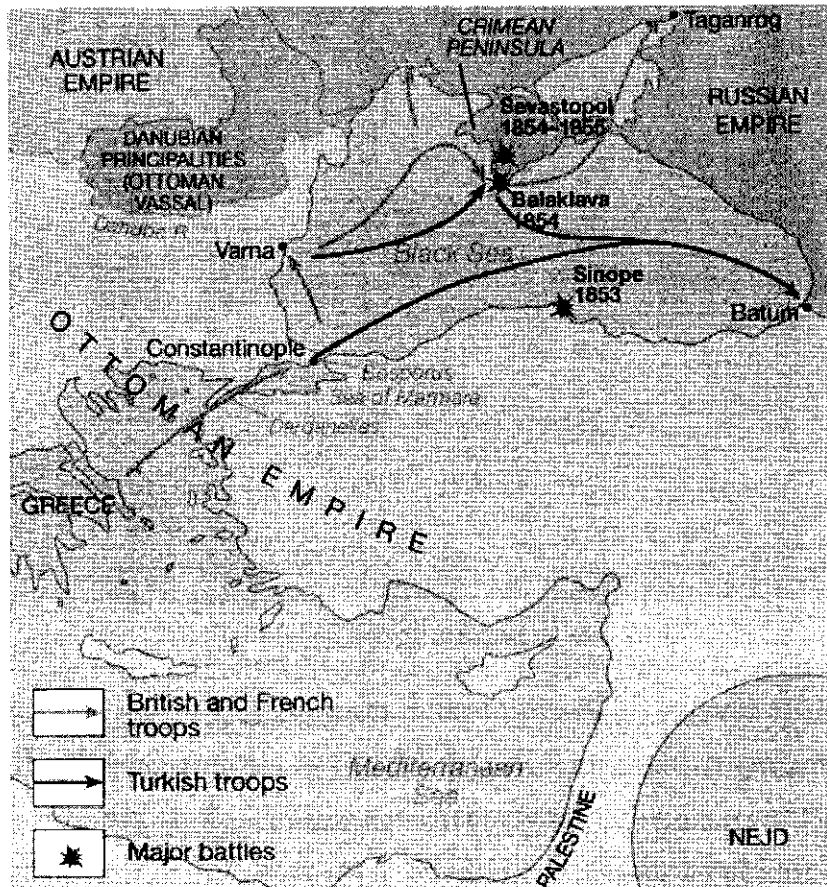 CRIMEAN
PENINSULA
Taganrog
AUSTRIAN
EMPIRE
Sevastopol
1854–1855
RUSSIAN
EMPIRE
DANUBIAN
PRINCIPALITIES
(OTTOMAN
VASSAL)
Danube R.
Balaklava
1854
Varna
Black Sea
Sinope
1853
Batum
OTTOMAN EMPIRE
Constantinople
Bosporus
Sea of Marmara
Dardanelles
GREECE
British and French
troops
Turkish troops
Major battles
Mediterranean
Sea
PALESTINE
NEJD